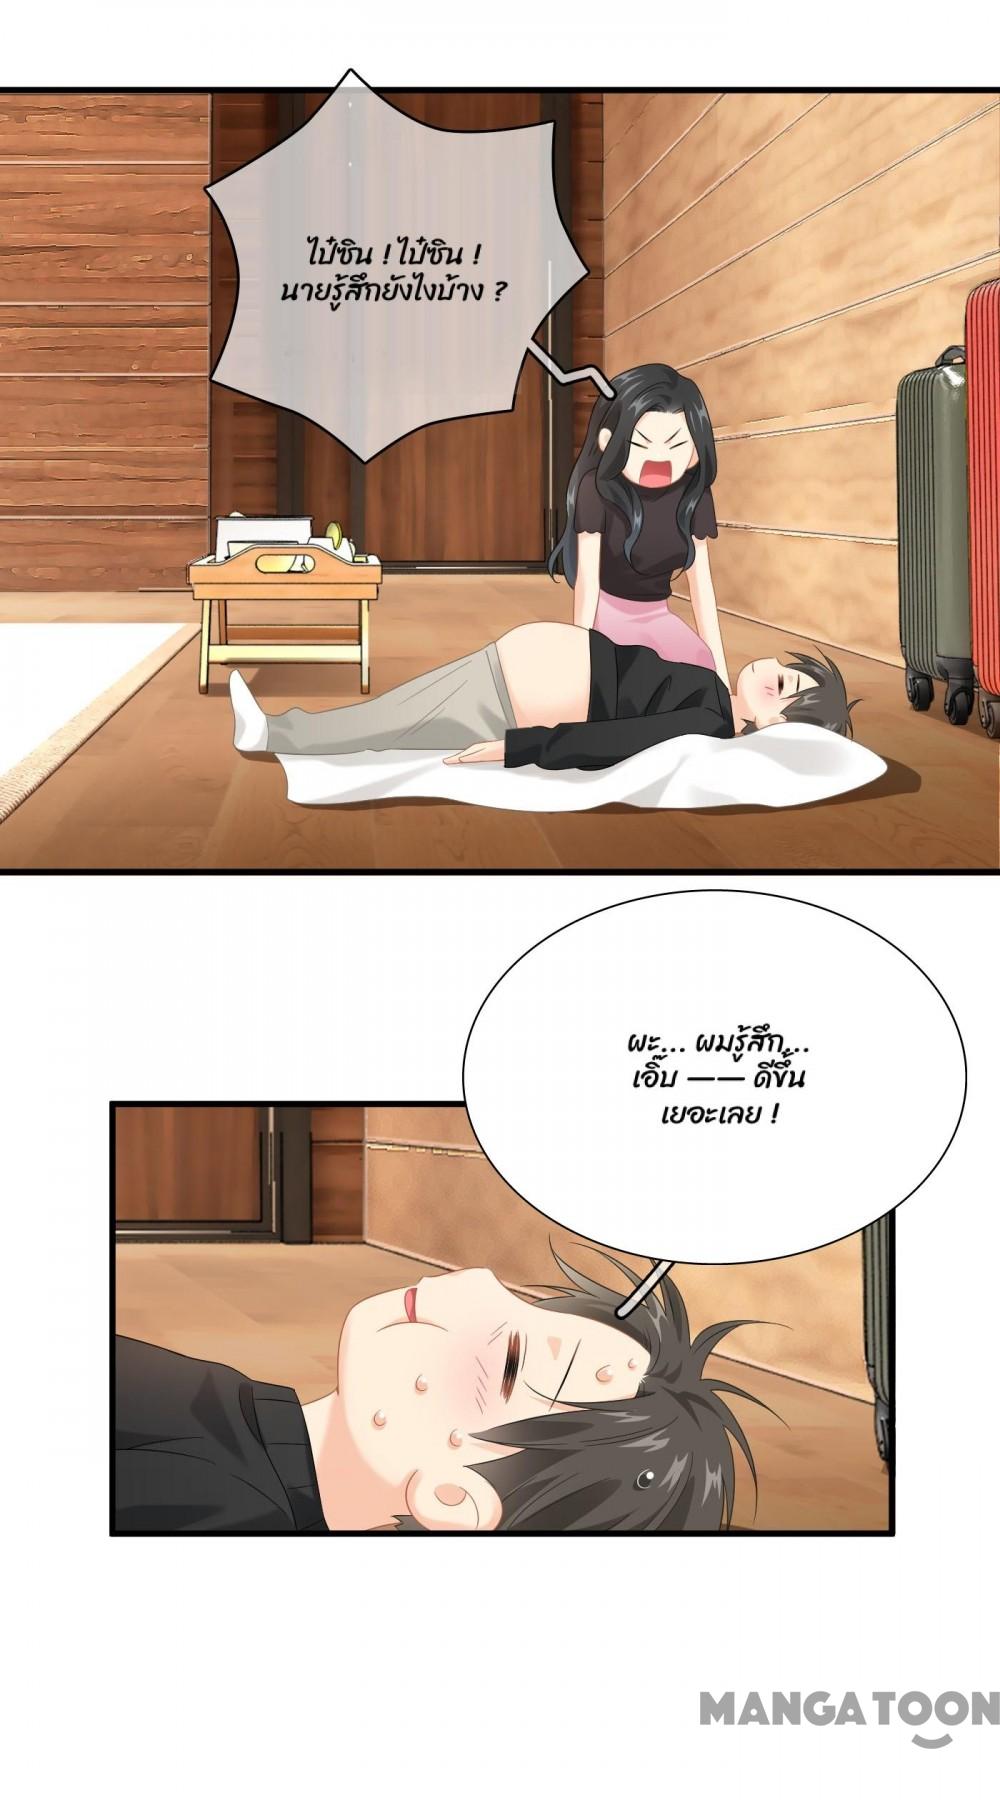 ไป๋ซิน ! ไป๋ซิน !
นายรู้สึกยังไงบ้าง ?
ผะ... ผมรู้สึก...
เอิ๊บ —— ดีขึ้น
เยอะเลย !
MANGATOON